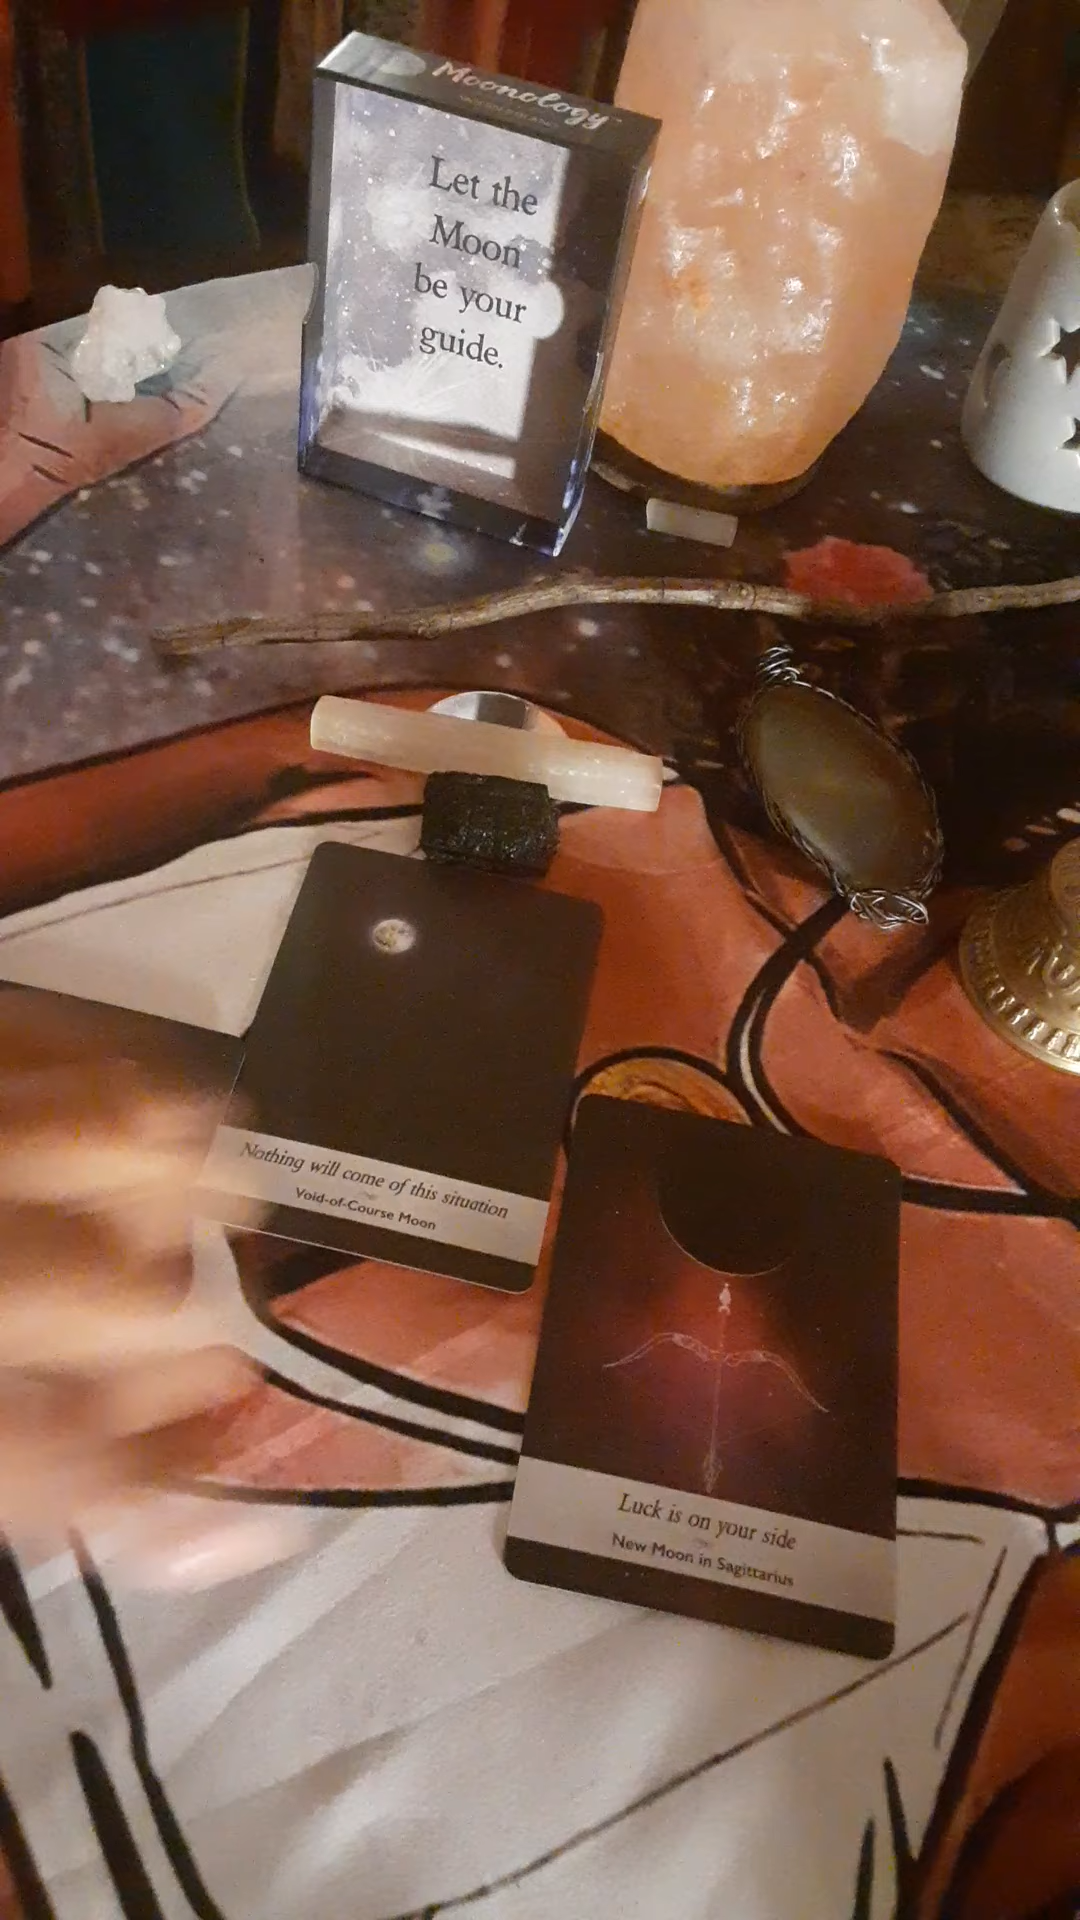 Moonology
Let the
Moon
be your
guide.
Nothing will come of this situation
Void-of-Course Moon
Luck is on your side
New Moon in Sagittarius